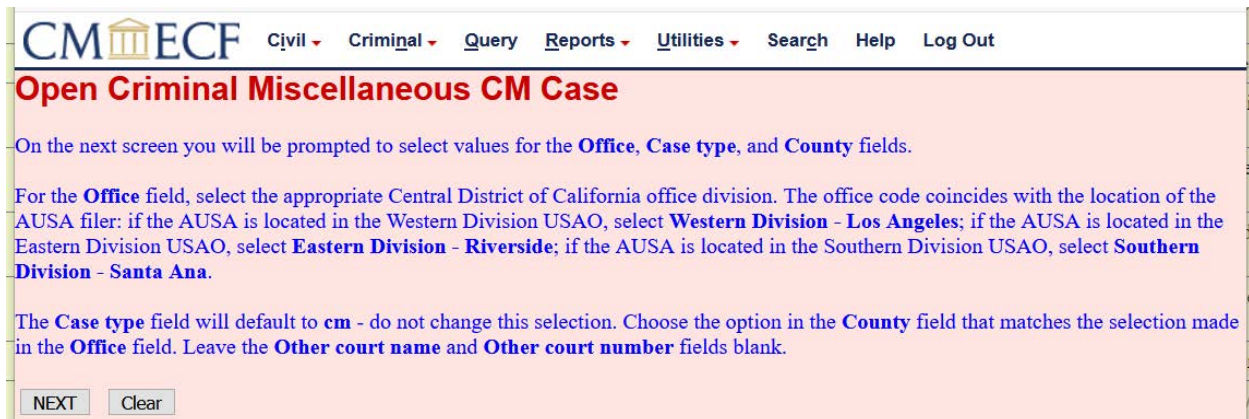 CM ECF Civil Criminal Query Reports Utilities Search Help Log Out
Open Criminal Miscellaneous CM Case
On the next screen you will be prompted to select values for the Office, Case type, and County fields.
For the Office field, select the appropriate Central District of California office division. The office code coincides with the location of the
AUSA filer: if the AUSA is located in the Western Division USAO, select Western Division - Los Angeles; if the AUSA is located in the
Eastern Division USAO, select Eastern Division - Riverside; if the AUSA is located in the Southern Division USAO, select Southern
Division - Santa Ana.
The Case type field will default to cm - do not change this selection. Choose the option in the County field that matches the selection made
in the Office field. Leave the Other court name and Other court number fields blank.
NEXT Clear